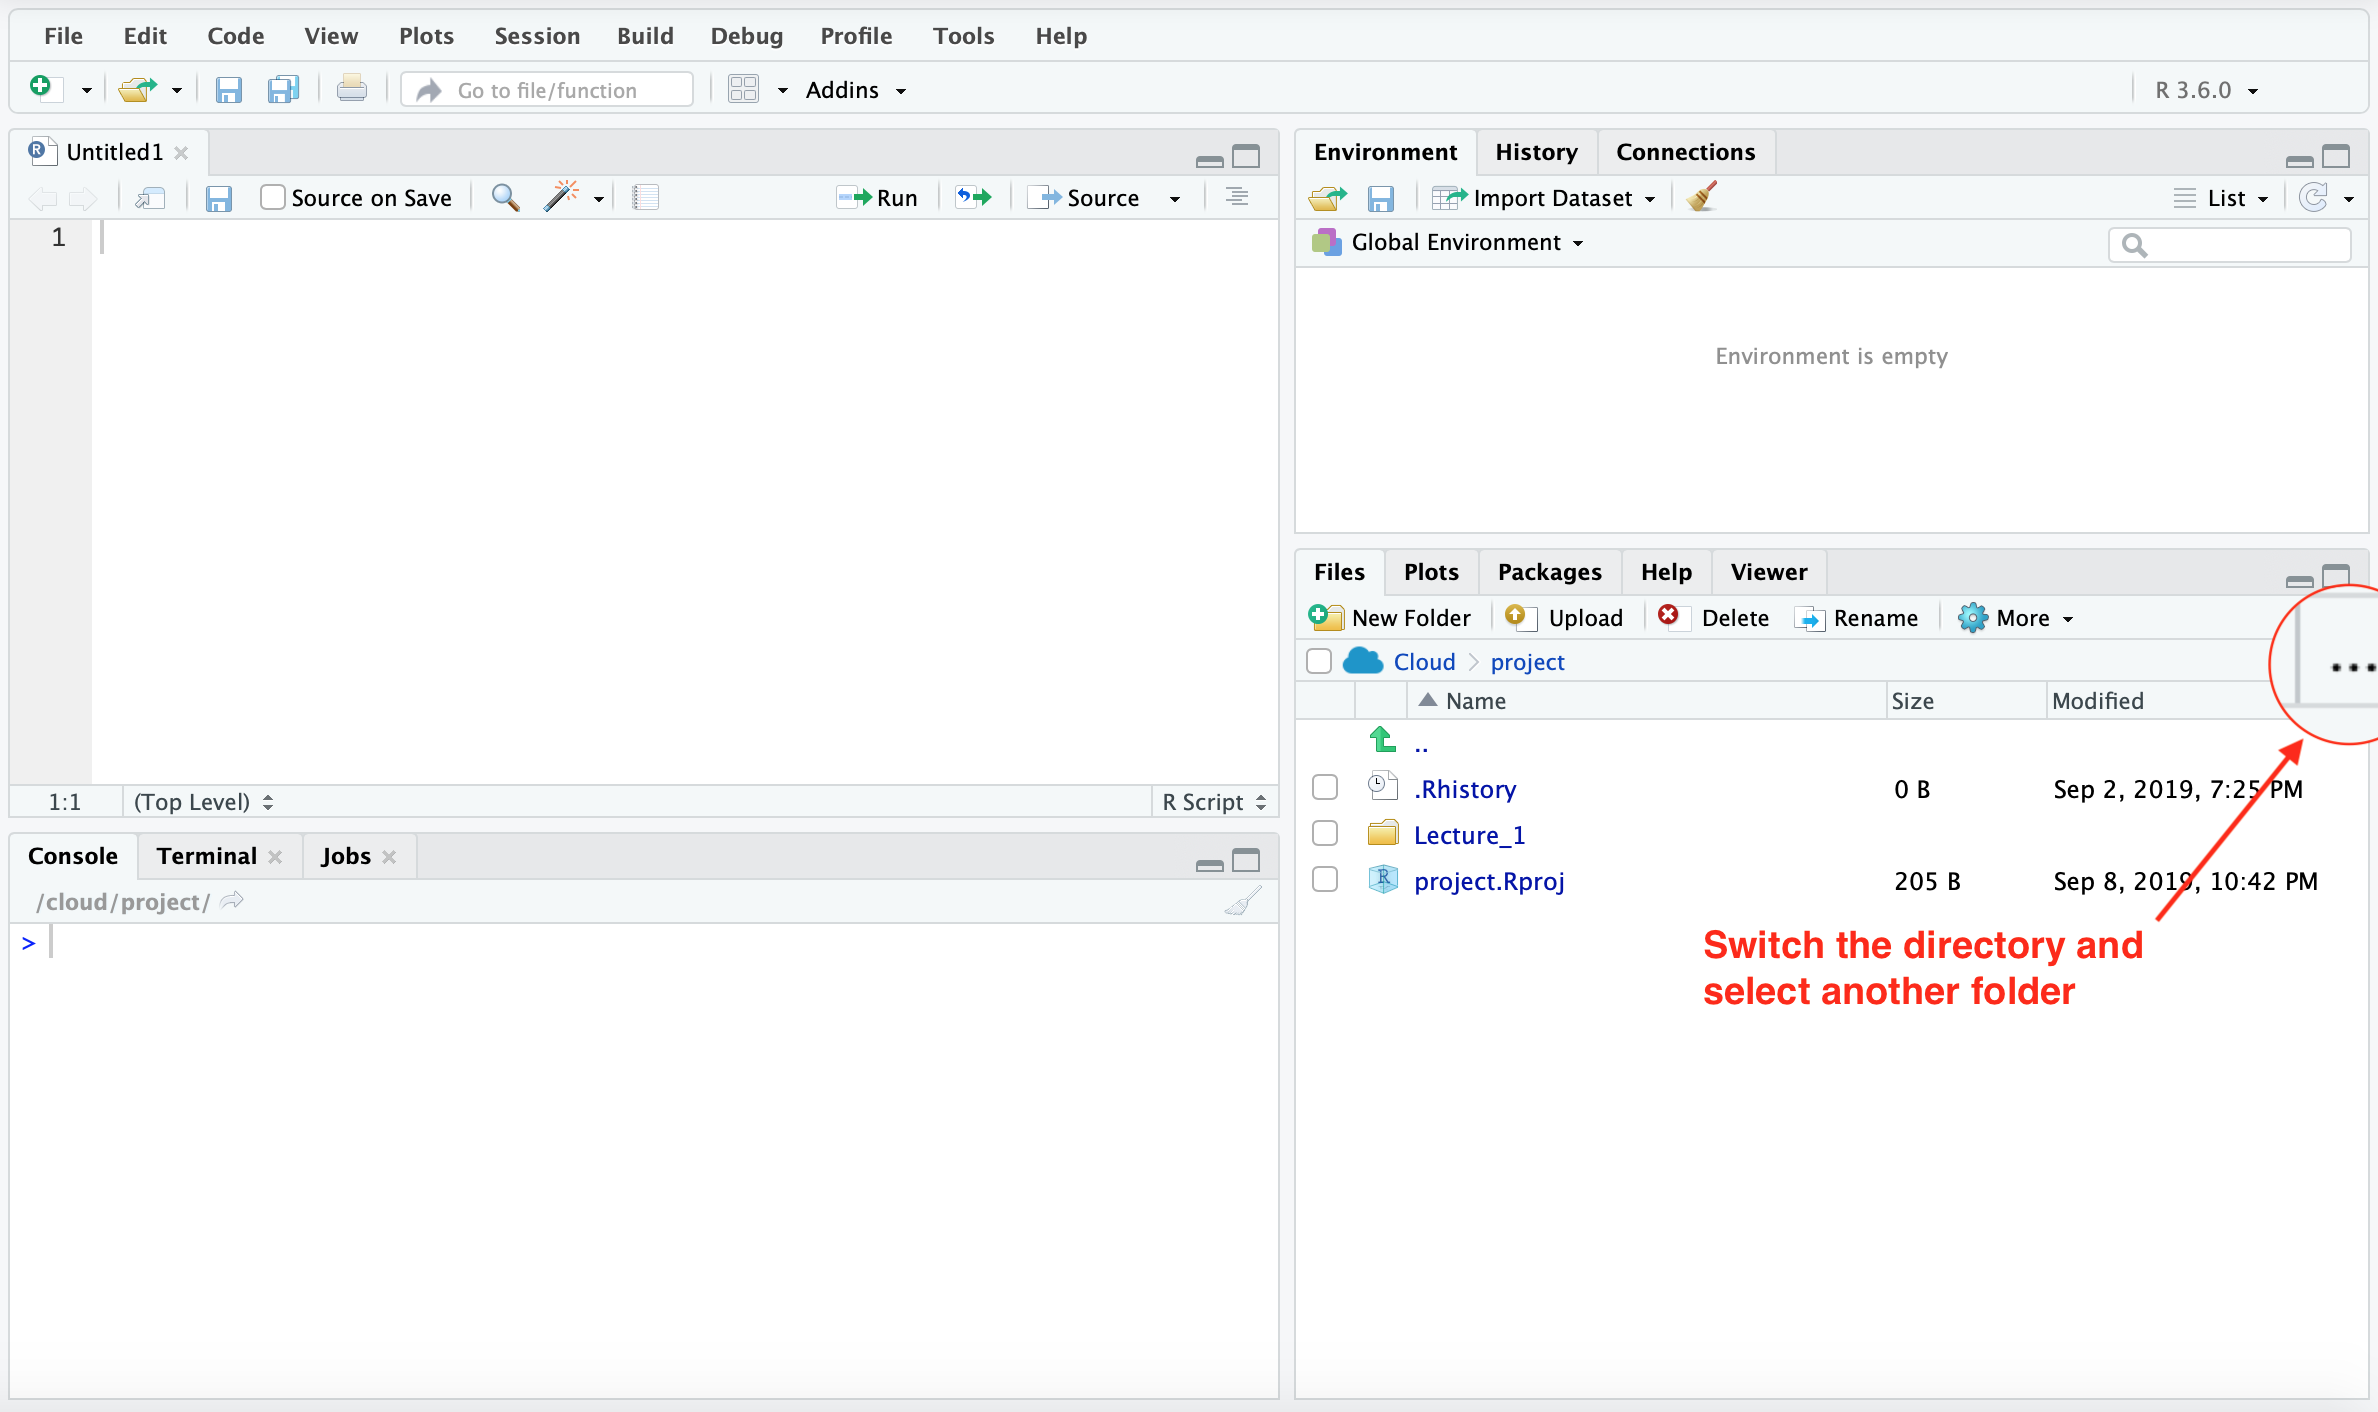 File Edit Code View Plots Session Build Debug Profile Tools Help
Go to file/function Addins R 3.6.0
Untitled1
Source on Save Run Source
1
1:1 (Top Level) R Script
Console Terminal Jobs
/cloud/project/
>
Environment History Connections
Import Dataset List
Global Environment
Environment is empty
Files Plots Packages Help Viewer
New Folder Upload Delete Rename More
Cloud project
...
Name Size Modified
..
.Rhistory 0 B Sep 2, 2019, 7:25 PM
Lecture_1
project.Rproj 205 B Sep 8, 2019, 10:42 PM
Switch the directory and
select another folder